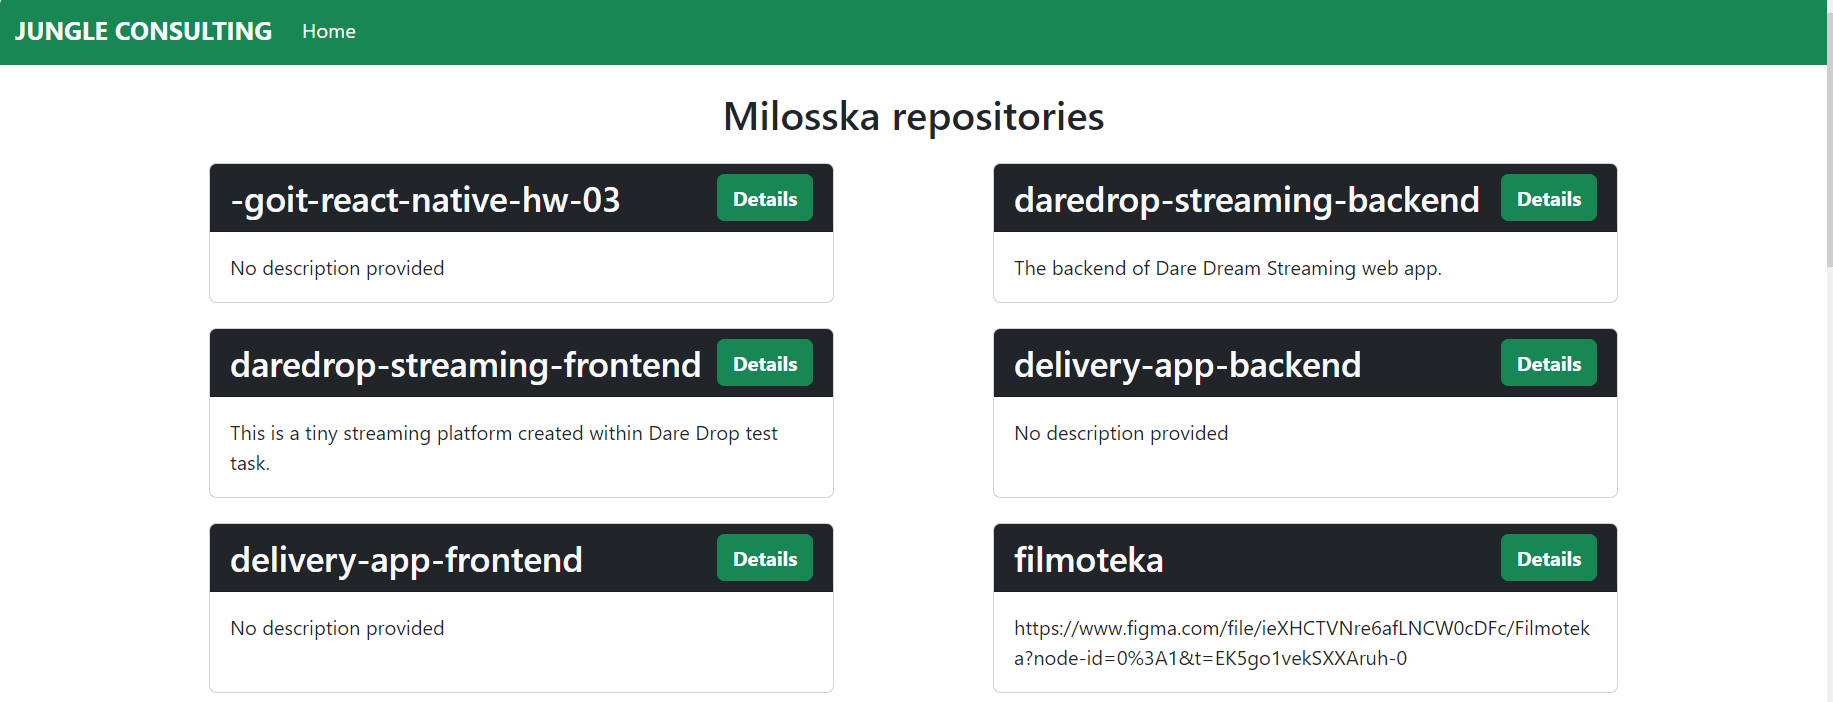 JUNGLE CONSULTING Home
Milosska repositories
-goit-react-native-hw-03 Details
No description provided
daredrop-streaming-backend Details
The backend of Dare Dream Streaming web app.
daredrop-streaming-frontend Details
This is a tiny streaming platform created within Dare Drop test
task.
delivery-app-backend Details
No description provided
delivery-app-frontend Details
No description provided
filmoteka Details
https://www.figma.com/file/ieXHCTVNre6afLNCW0cDFc/Filmotek
a?node-id=0%3A1&t=EK5go1vekSXXAruh-0